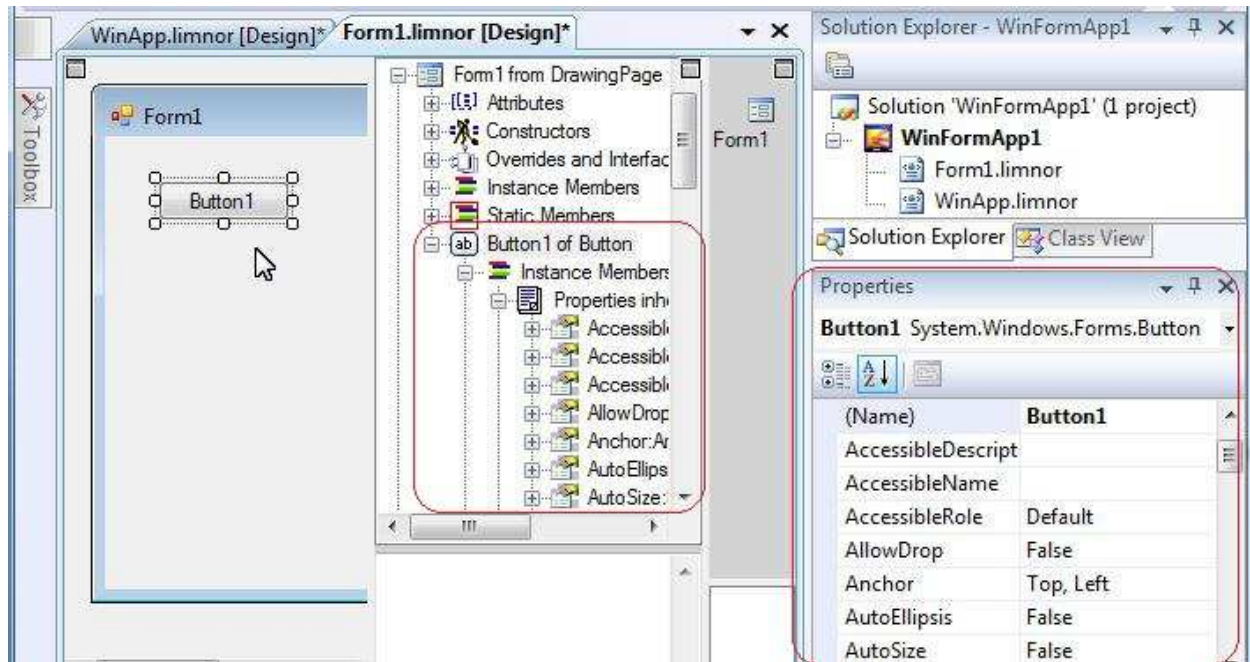 WinApp.limnor [Design]* Form1.limnor [Design]*
Toolbox
Form1
Button1
Form1 from DrawingPage
Attributes
Constructors
Overrides and Interfac
Instance Members
Static Members
Button1 of Button
Instance Members
Properties inh
Accessibl
Accessibl
Accessibl
AllowDrop
Anchor:Ar
AutoEllips
AutoSize:
Form1
Solution Explorer - WinFormApp1
Solution 'WinFormApp1' (1 project)
WinFormApp1
Form1.limnor
WinApp.limnor
Solution Explorer Class View
Properties
Button1 System.Windows.Forms.Button
(Name) Button1
AccessibleDescript
AccessibleName
AccessibleRole Default
AllowDrop False
Anchor Top, Left
AutoEllipsis False
AutoSize False